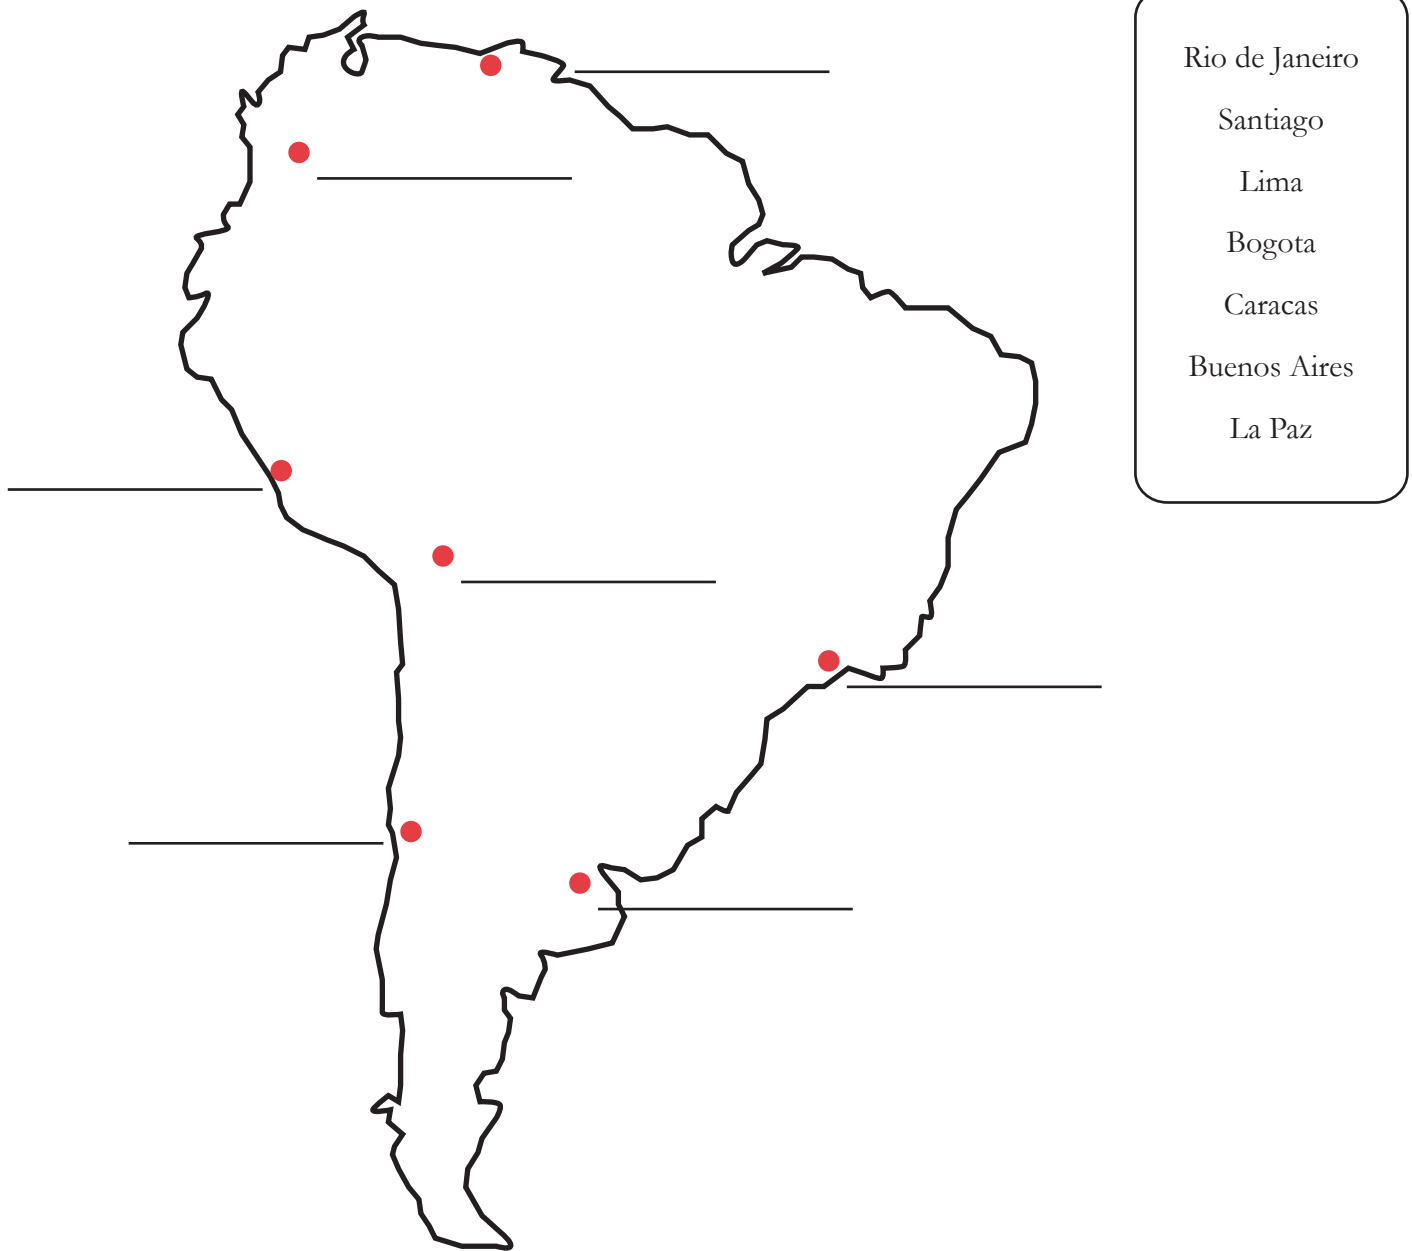 Rio de Janeiro
Santiago
Lima
Bogota
Caracas
Buenos Aires
La Paz